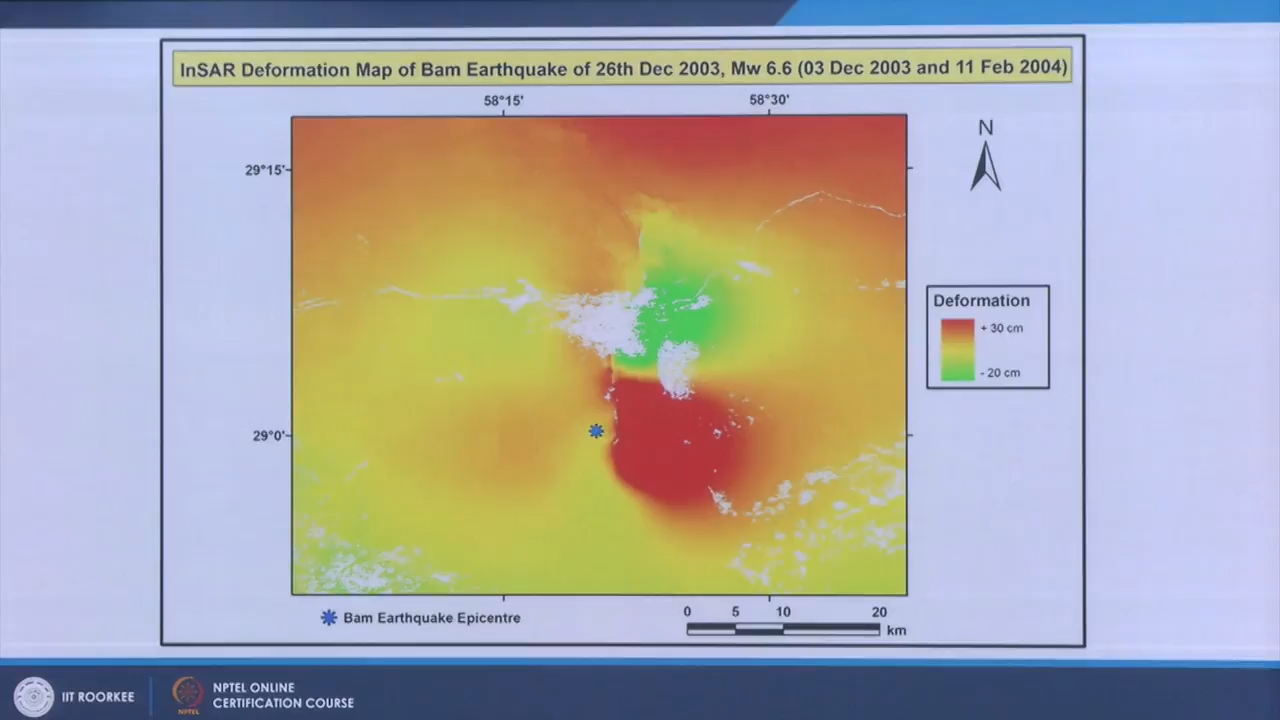 InSAR Deformation Map of Bam Earthquake of 26th Dec 2003, Mw 6.6 (03 Dec 2003 and 11 Feb 2004)
58°15' 58°30'
N
29°15'
Deformation
+ 30 cm
- 20 cm
29°0'
Bam Earthquake Epicentre
0 5 10 20
km
IIT ROORKEE
NPTEL
NPTEL ONLINE
CERTIFICATION COURSE